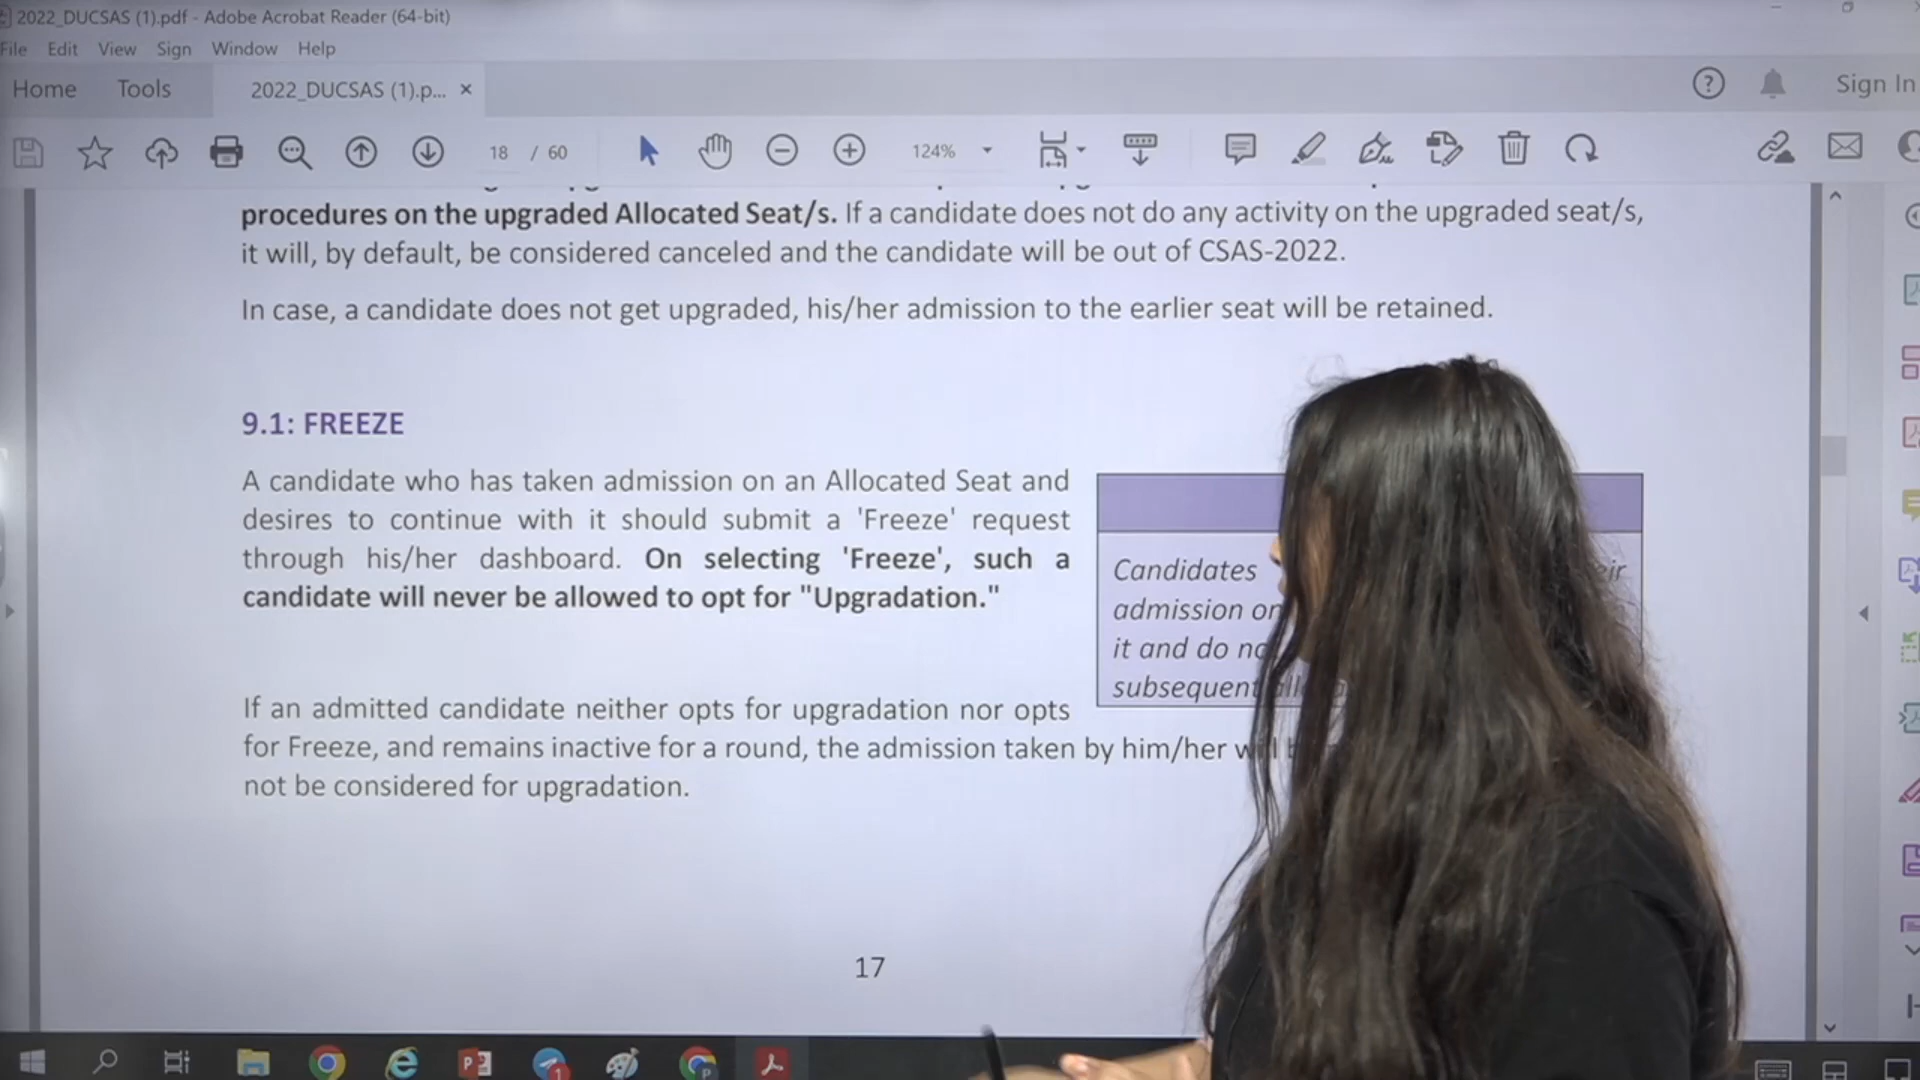 2022_DUCSAS (1).pdf - Adobe Acrobat Reader (64-bit)
File Edit View Sign Window Help
Home Tools 2022_DUCSAS (1).p... × Sign In
18 / 60 124%
procedures on the upgraded Allocated Seat/s. If a candidate does not do any activity on the upgraded seat/s,
it will, by default, be considered canceled and the candidate will be out of CSAS-2022.
In case, a candidate does not get upgraded, his/her admission to the earlier seat will be retained.
9.1: FREEZE
A candidate who has taken admission on an Allocated Seat and
desires to continue with it should submit a 'Freeze' request
through his/her dashboard. On selecting 'Freeze', such a
candidate will never be allowed to opt for "Upgradation."
Candidates
admission on
it and do
subsequent
If an admitted candidate neither opts for upgradation nor opts
for Freeze, and remains inactive for a round, the admission taken by him/her will
not be considered for upgradation.
17